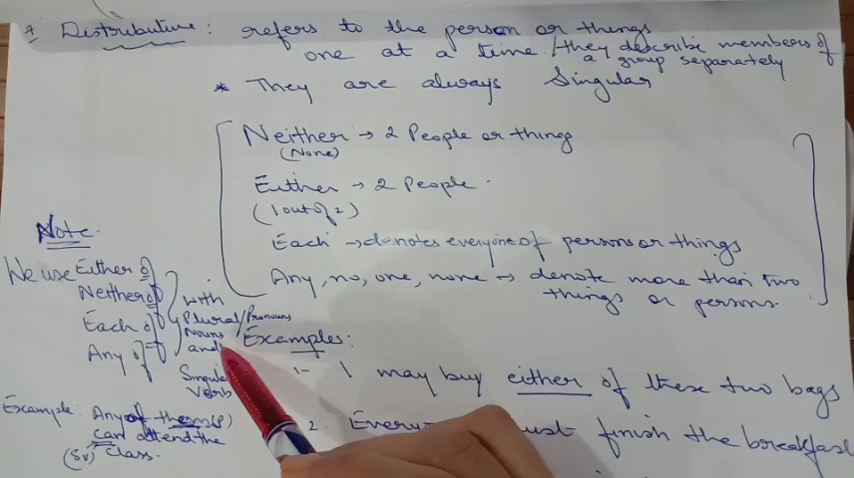 * Distributive : refers to the person or things
one at a time / they describe members of
a group separately
* They are always Singular
Neither → 2 People or things
(None)
Either → 2 People.
(1 out of 2)
Each → denotes everyone of persons or things
Any, no, one, none → denote more than two
things or persons.
Note
We use Either of
Neither of
Each of
Any of
with
Plural / Pronouns
Nouns
and
Verb
Example: Any of them
can attend the
(SV) Class.
Examples:
1- I may buy either of these two bags
2. finish the breakfast